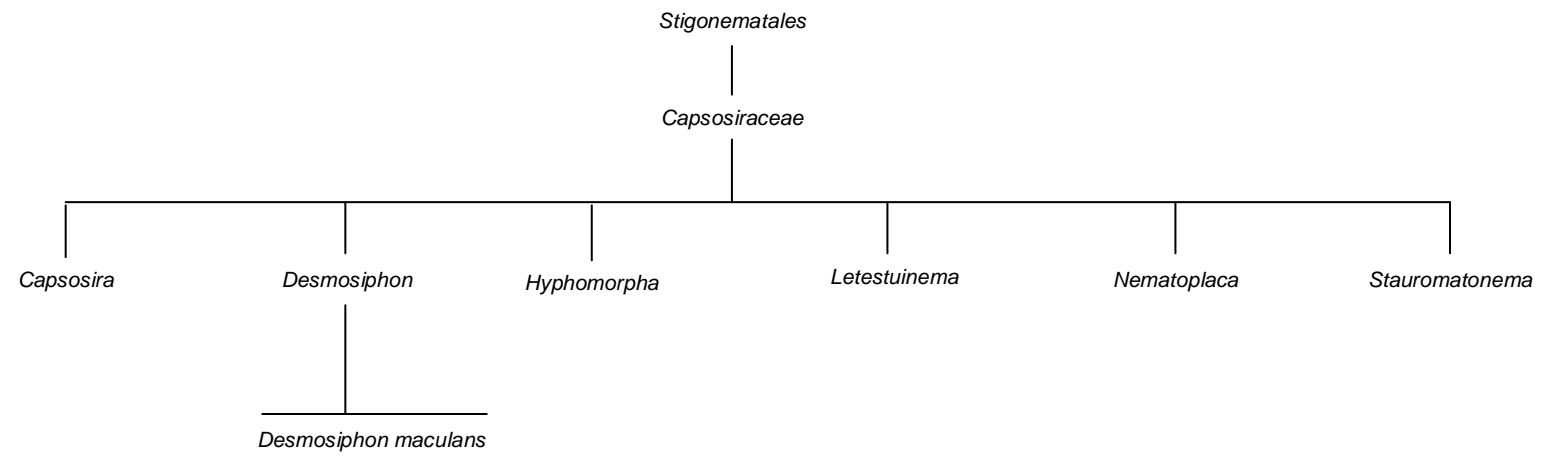 Stigonematales
Capsosiraceae
Capsosira Desmosiphon Hyphomorpha Letestuinema Nematoplaca Stauromatonema
Desmosiphon maculans